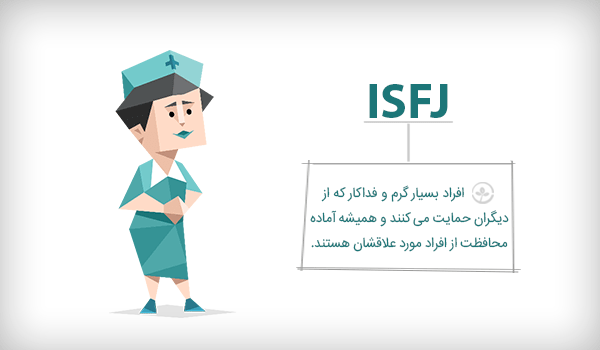 ISFJ
افراد بسیار گرم و فداکار که از
دیگران حمایت می کنند و همیشه آماده
محافظت از افراد مورد علاقشان هستند.